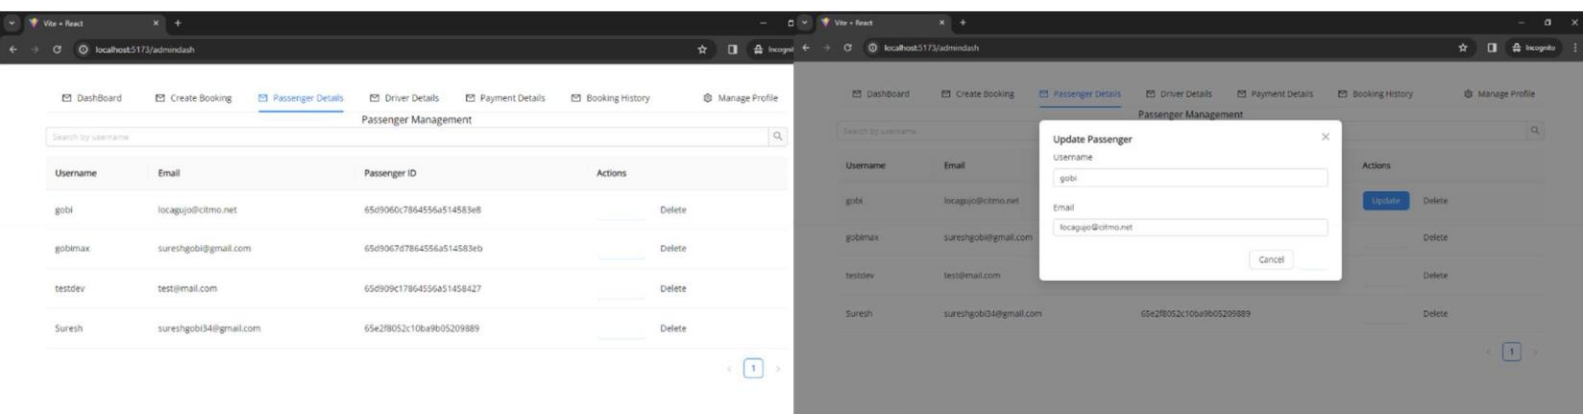 Vite + React
localhost:5173/admindash
DashBoard Create Booking Passenger Details Driver Details Payment Details Booking History Manage Profile
Passenger Management
Search by username
Username Email Passenger ID Actions
gobi locagujo@citmo.net 65d9060c7864556a514583e8 Delete
gobimax sureshgobi@gmail.com 65d9067d7864556a514583eb Delete
testdev test@mail.com 65d909c17864556a51458427 Delete
Suresh sureshgobi34@gmail.com 65e2f8052c10ba9b05209889 Delete
1
Vite + React
localhost:5173/admindash Incognito
DashBoard Create Booking Passenger Details Driver Details Payment Details Booking History Manage Profile
Passenger Management
Search by username
Username Email Actions
gobi locagujo@citmo.net Update Delete
gobimax sureshgobi@gmail.com Delete
testdev test@mail.com Delete
Suresh sureshgobi34@gmail.com 65e2f8052c10ba9b05209889 Delete
1
Update Passenger
Username
gobi
Email
locagujo@citmo.net
Cancel